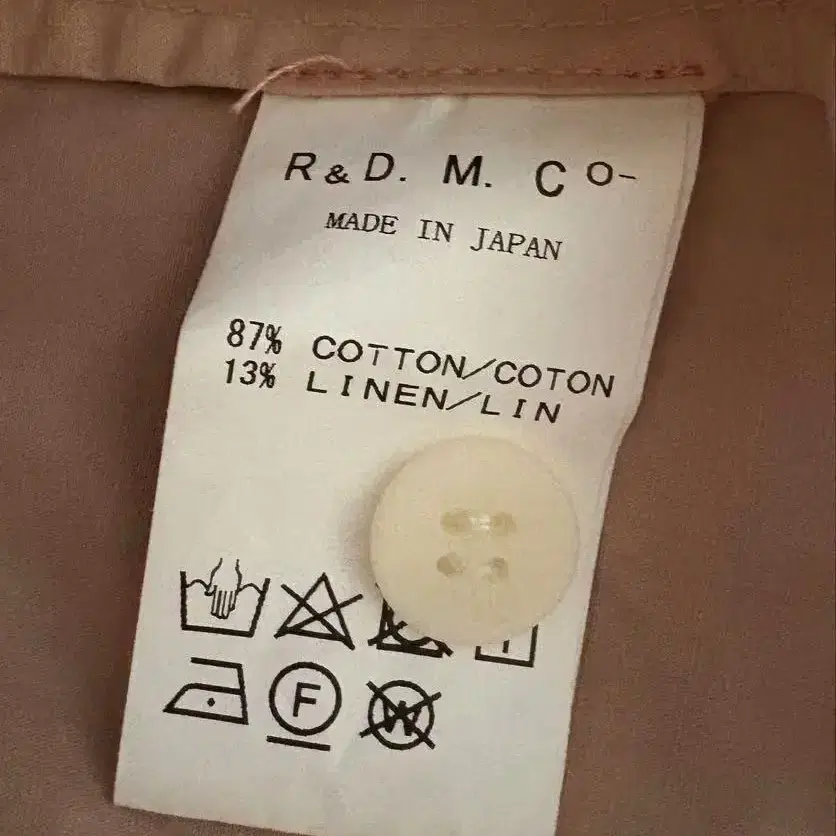 R & D. M. CO-
MADE IN JAPAN
87% COTTON/COTON
13% LINEN/LIN
F
W